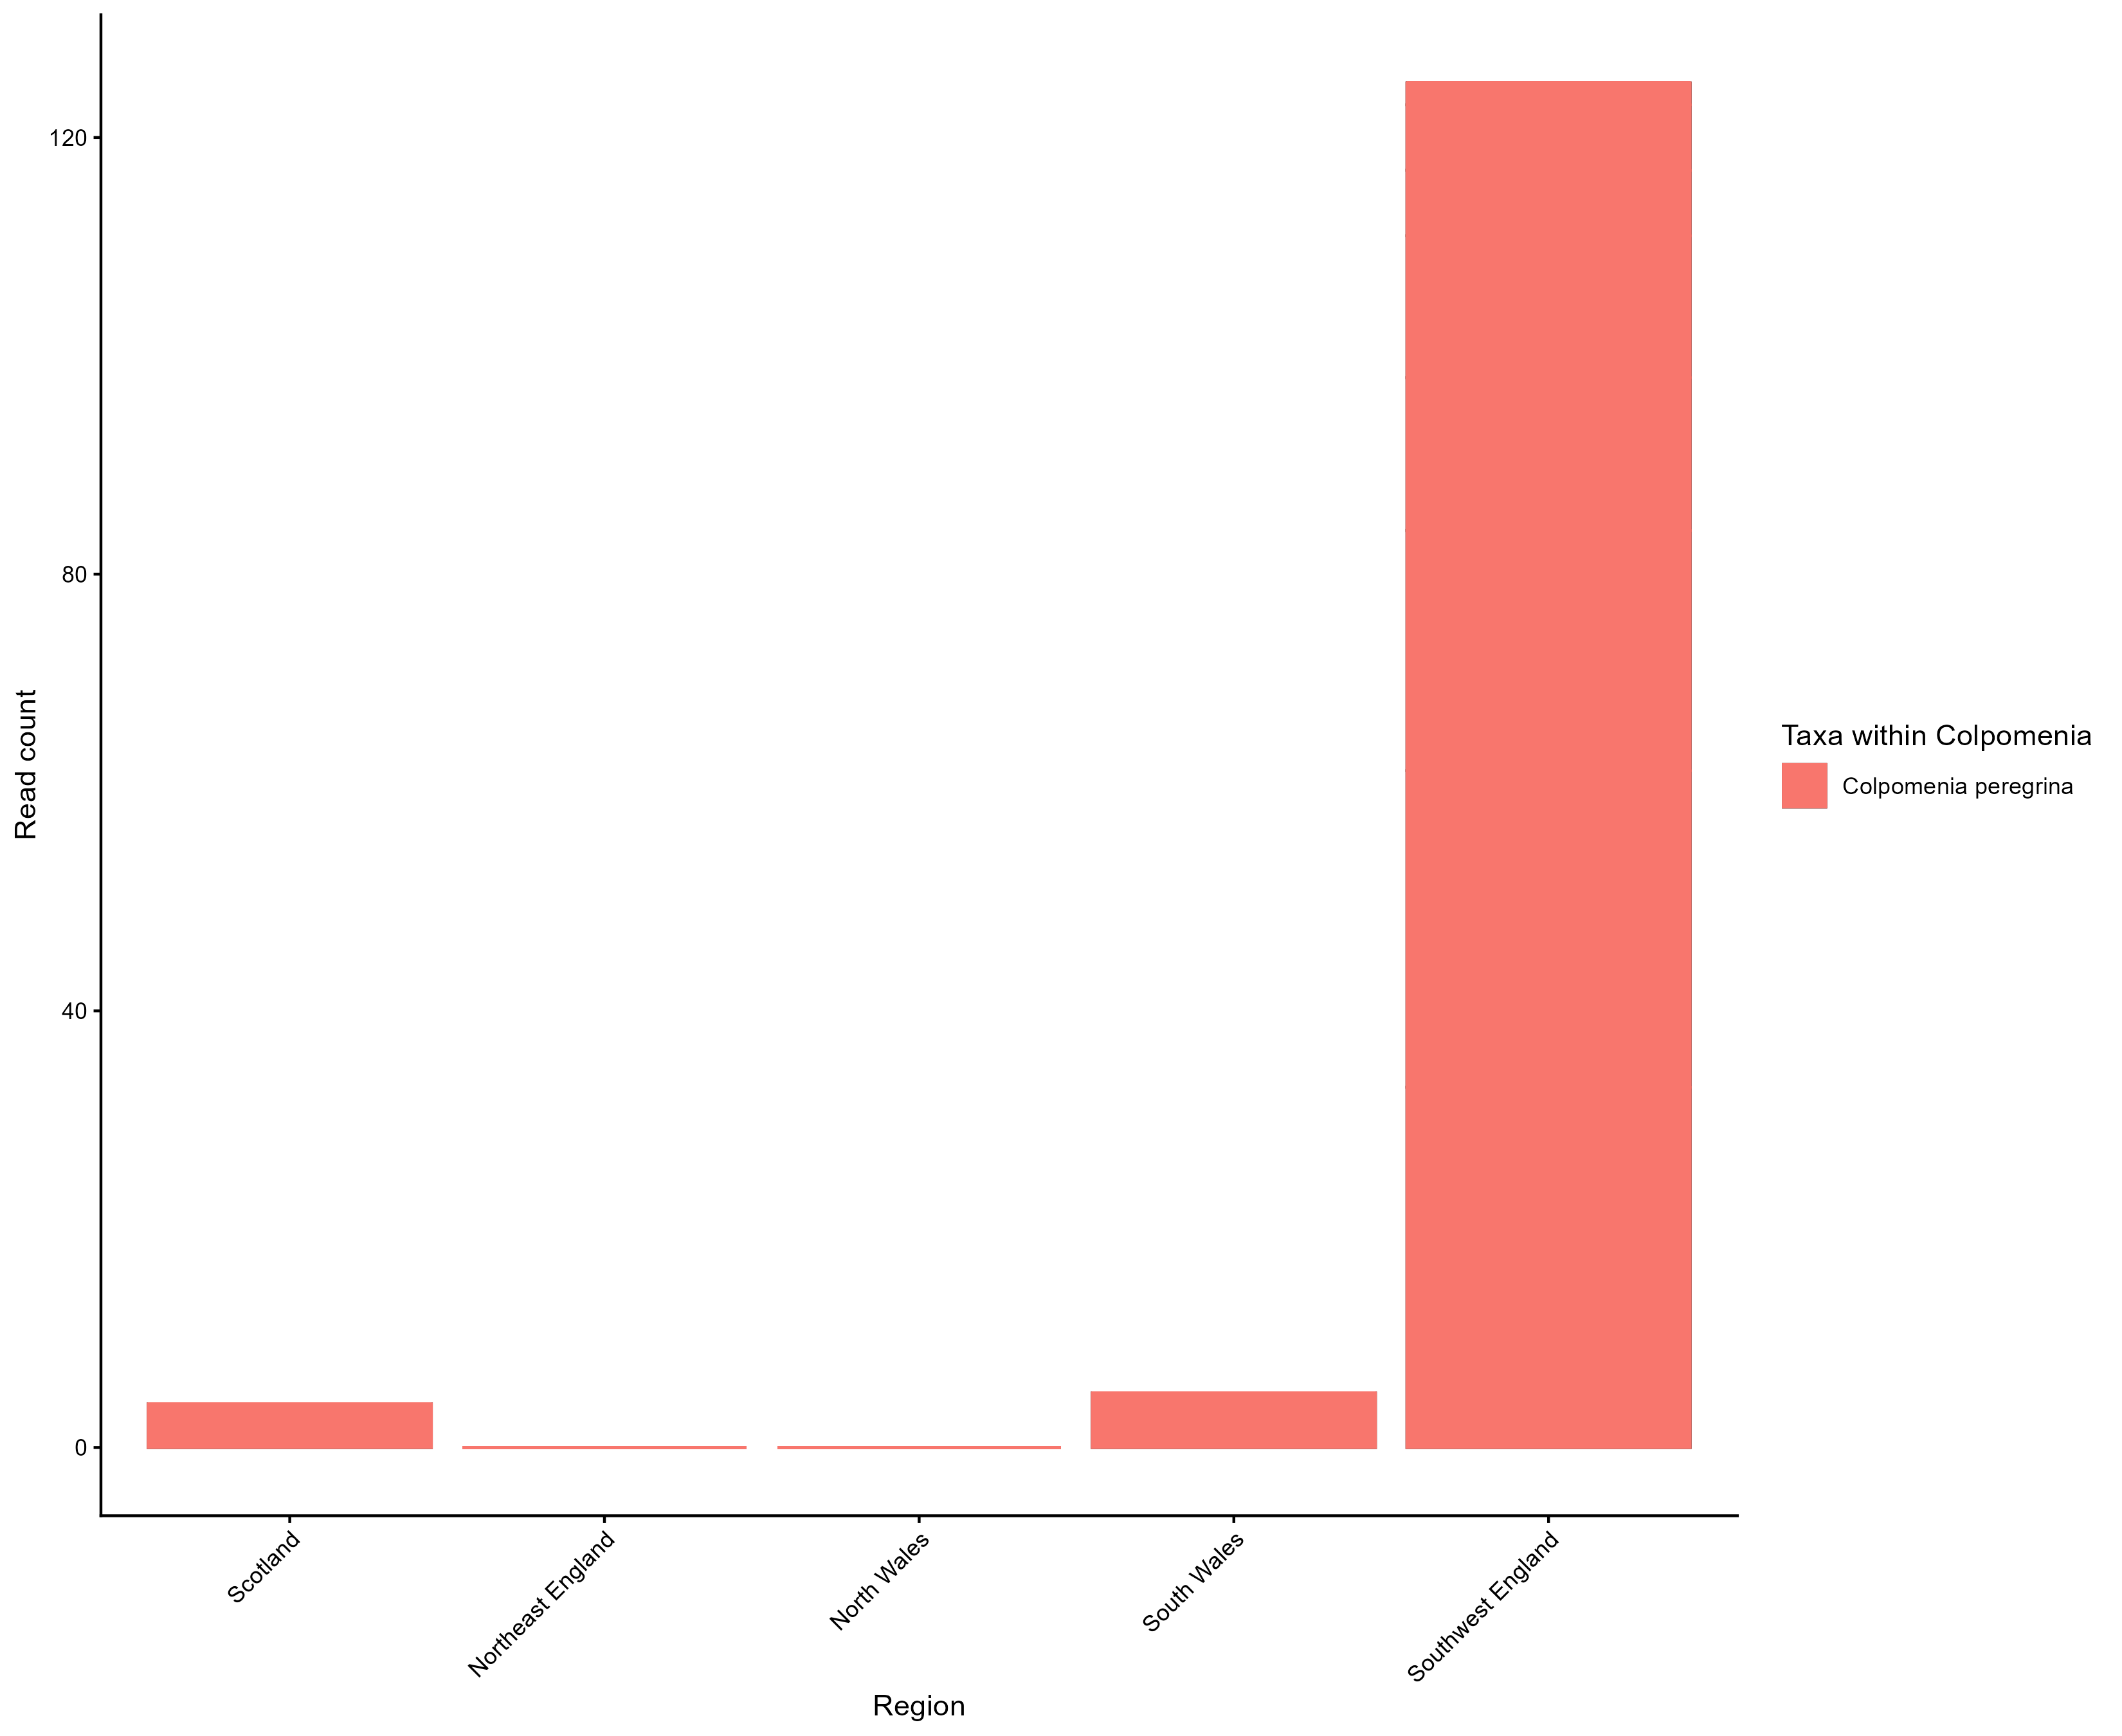 120
80
40
0
Read count
Scotland
Northeast England
North Wales
South Wales
Southwest England
Region
Taxa within Colpomenia
Colpomenia peregrina